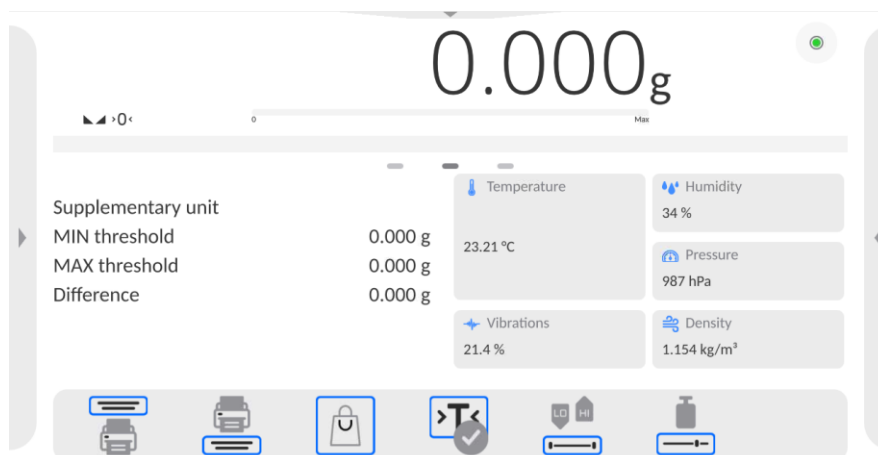 0.000 g
>0<
0 Max
Supplementary unit
MIN threshold 0.000 g
MAX threshold 0.000 g
Difference 0.000 g
Temperature
23.21 °C
Humidity
34 %
Pressure
987 hPa
Vibrations
21.4 %
Density
1.154 kg/m³
>T<
LO HI